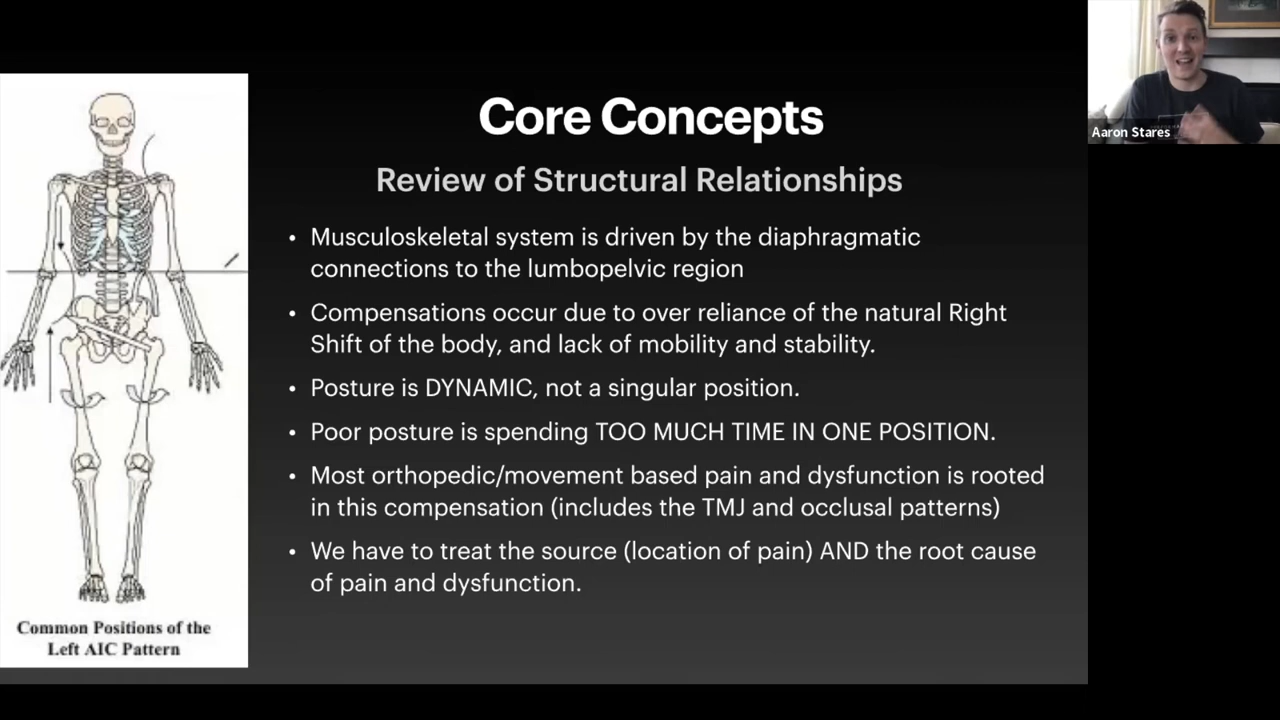 Core Concepts
Review of Structural Relationships
• Musculoskeletal system is driven by the diaphragmatic
connections to the lumbopelvic region
• Compensations occur due to over reliance of the natural Right
Shift of the body, and lack of mobility and stability.
• Posture is DYNAMIC, not a singular position.
• Poor posture is spending TOO MUCH TIME IN ONE POSITION.
• Most orthopedic/movement based pain and dysfunction is rooted
in this compensation (includes the TMJ and occlusal patterns)
• We have to treat the source (location of pain) AND the root cause
of pain and dysfunction.
Common Positions of the
Left AIC Pattern
Aaron Stares